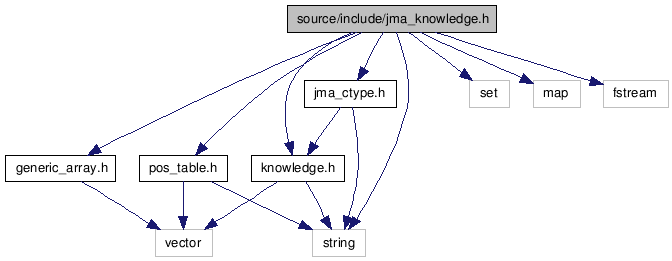 source/include/jma_knowledge.h
jma_ctype.h
set
map
fstream
generic_array.h
pos_table.h
knowledge.h
vector
string